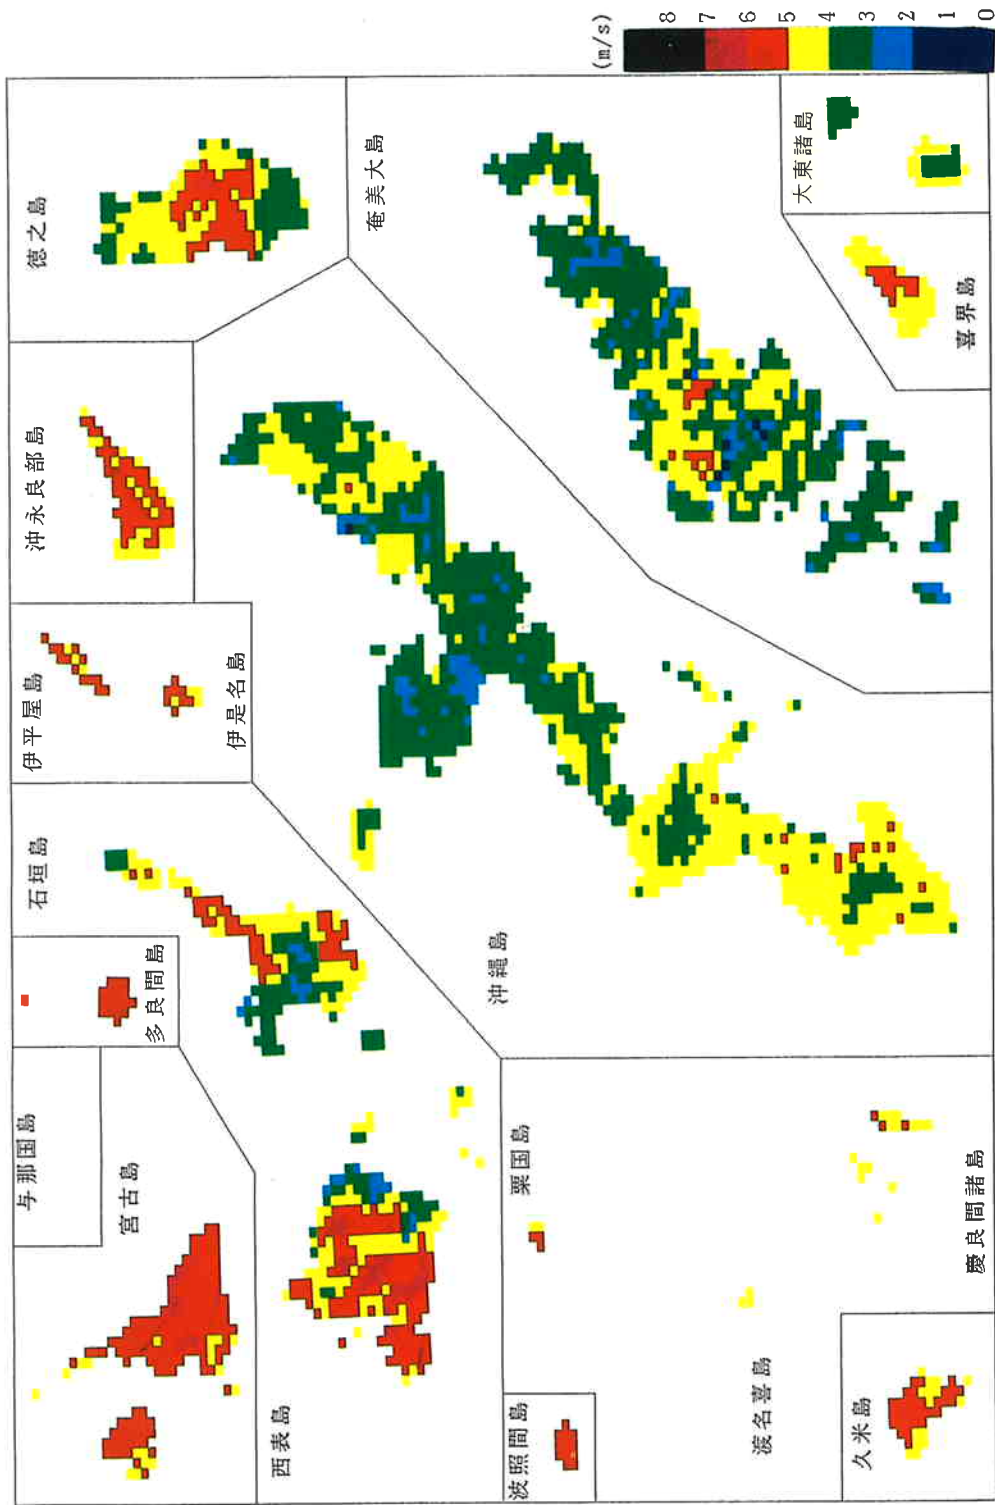 与那国島
宮古島
多良間島
石垣島
伊平屋島
伊是名島
沖永良部島
徳之島
奄美大島
西表島
沖縄島
大東諸島
喜界島
波照間島
粟国島
渡名喜島
久米島
慶良間諸島
(m/s)
8
7
6
5
4
3
2
1
0